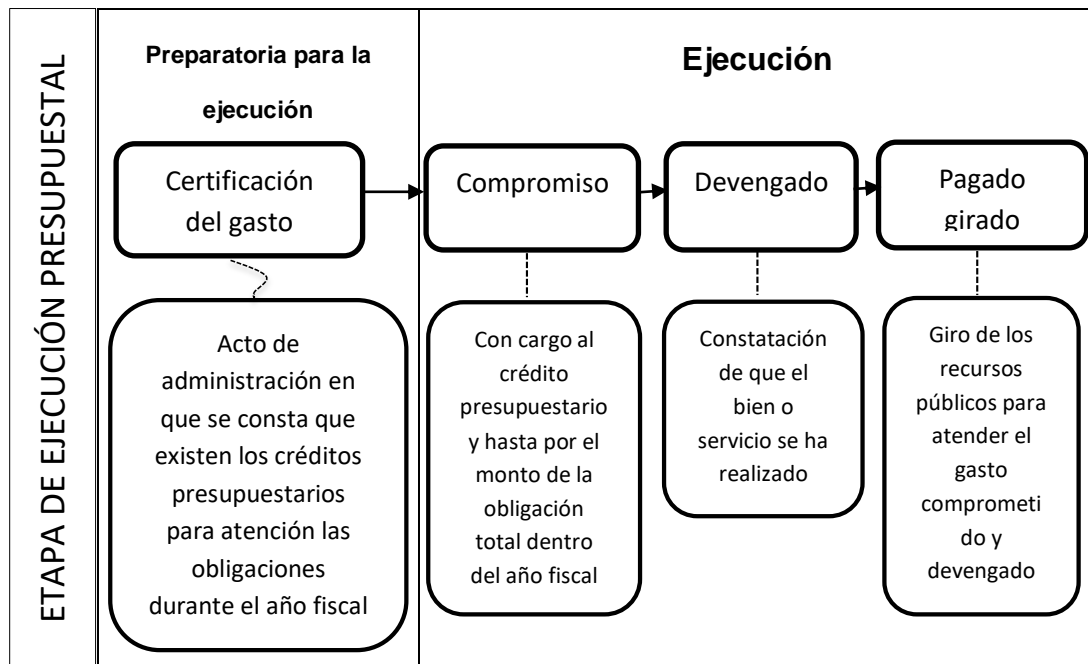 ETAPA DE EJECUCIÓN PRESUPUESTAL
Preparatoria para la
ejecución
Ejecución
Certificación
del gasto
Compromiso
Devengado
Pagado
girado
Acto de
administración en
que se consta que
existen los créditos
presupuestarios
para atención las
obligaciones
durante el año fiscal
Con cargo al
crédito
presupuestario
y hasta por el
monto de la
obligación
total dentro
del año fiscal
Constatación
de que el
bien o
servicio se ha
realizado
Giro de los
recursos
públicos para
atender el
gasto
comprometi
do y
devengado